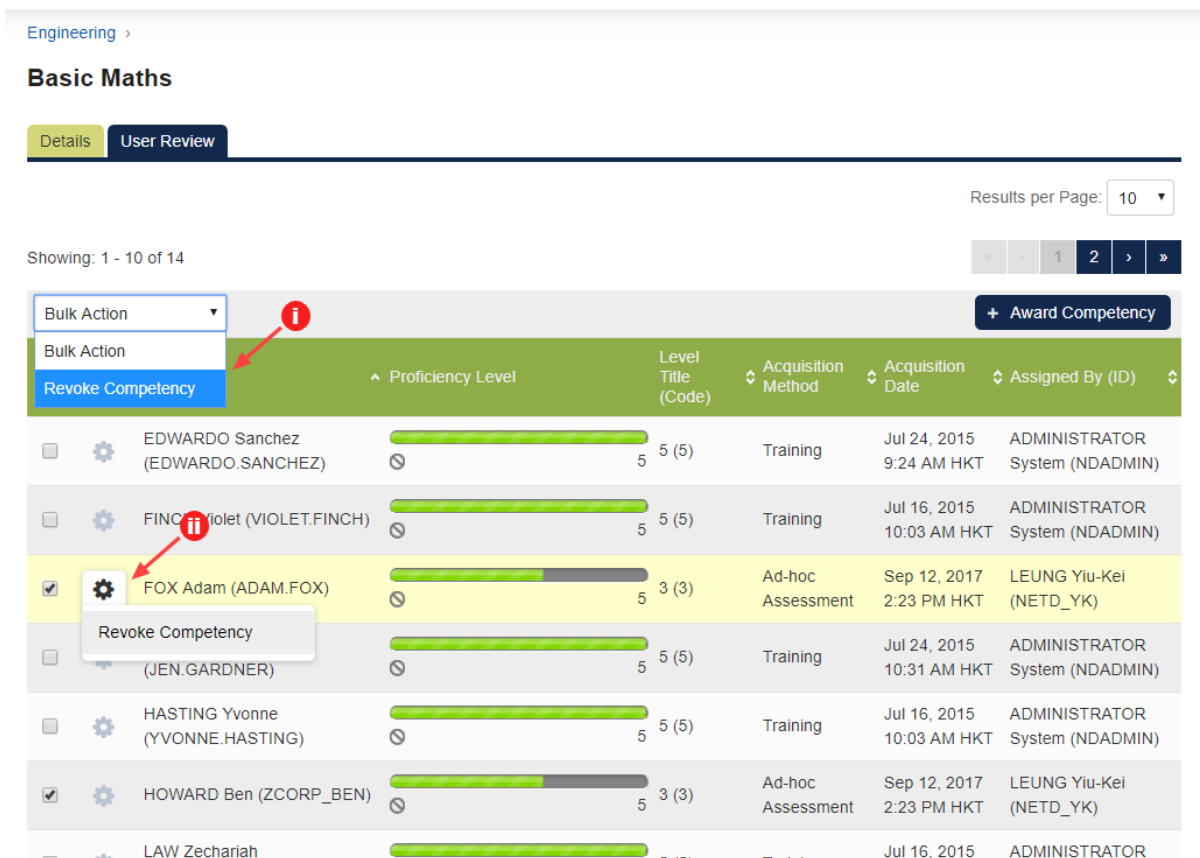 Engineering ›
Basic Maths
Details User Review
Results per Page: 10
Showing: 1 - 10 of 14
« ‹ 1 2 › »
Bulk Action
i
+ Award Competency
Bulk Action
Revoke Competency
Proficiency Level
Level
Title
(Code)
Acquisition
Method
Acquisition
Date
Assigned By (ID)
EDWARDO Sanchez
(EDWARDO.SANCHEZ)
5
5 (5)
Training
Jul 24, 2015
9:24 AM HKT
ADMINISTRATOR
System (NDADMIN)
ii
Violet (VIOLET.FINCH)
5
5 (5)
Training
Jul 16, 2015
10:03 AM HKT
ADMINISTRATOR
System (NDADMIN)
FOX Adam (ADAM.FOX)
5
3 (3)
Ad-hoc
Assessment
Sep 12, 2017
2:23 PM HKT
LEUNG Yiu-Kei
(NETD_YK)
Revoke Competency
(JEN.GARDNER)
5
5 (5)
Training
Jul 24, 2015
10:31 AM HKT
ADMINISTRATOR
System (NDADMIN)
HASTING Yvonne
(YVONNE.HASTING)
5
5 (5)
Training
Jul 16, 2015
10:03 AM HKT
ADMINISTRATOR
System (NDADMIN)
HOWARD Ben (ZCORP_BEN)
5
3 (3)
Ad-hoc
Assessment
Sep 12, 2017
2:23 PM HKT
LEUNG Yiu-Kei
(NETD_YK)
LAW Zechariah
Jul 16, 2015
ADMINISTRATOR